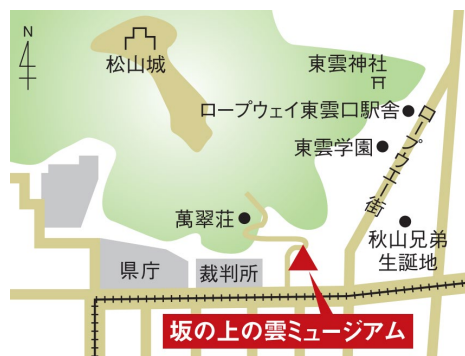 N
松山城
東雲神社
ロープウェイ東雲口駅舎
東雲学園
ロープウェー街
萬翠荘
秋山兄弟
生誕地
県庁
裁判所
坂の上の雲ミュージアム